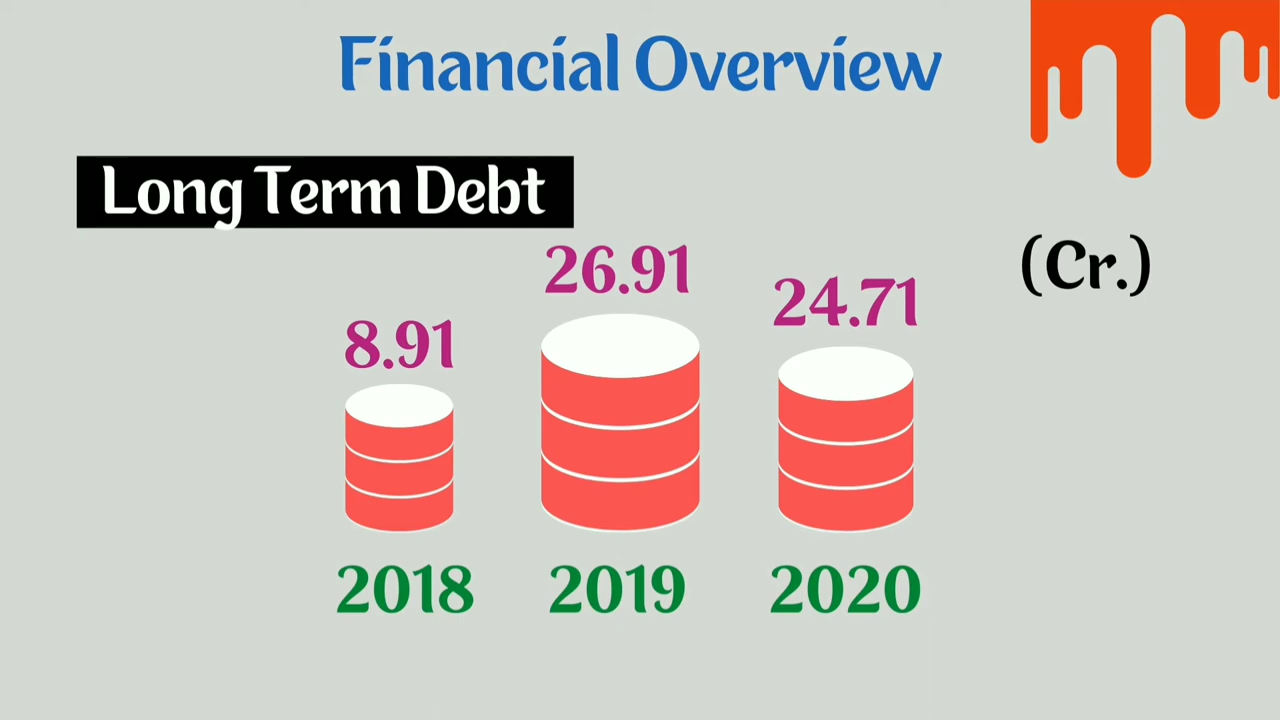 Financial Overview
Long Term Debt
(Cr.)
26.91
24.71
8.91
2018 2019 2020